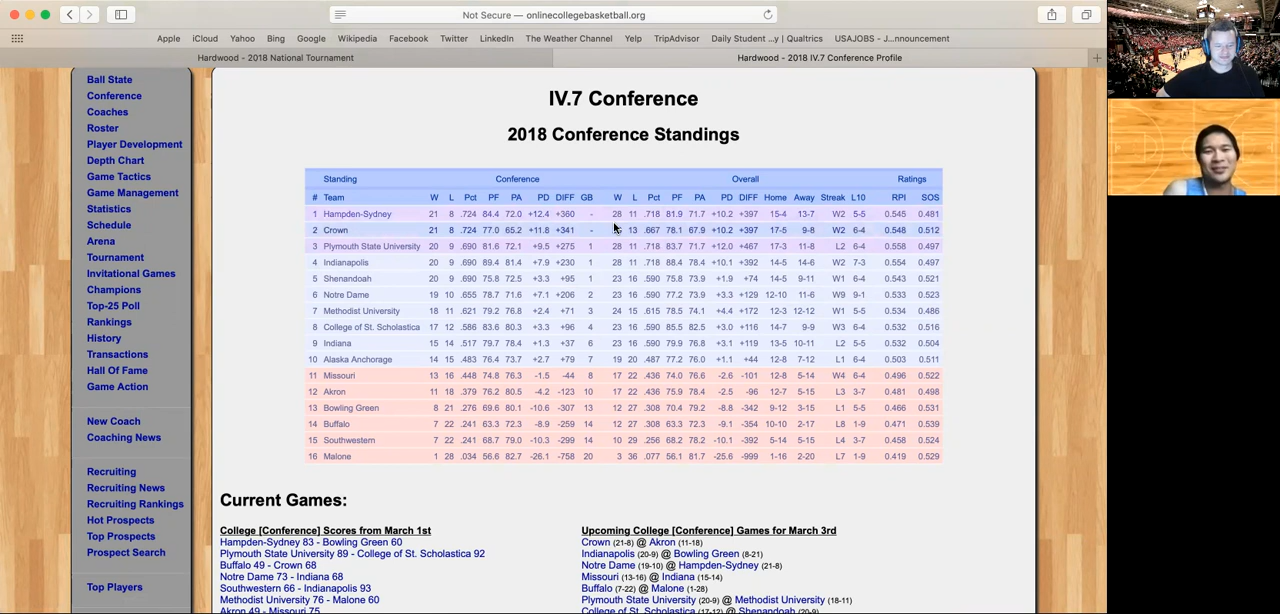 Not Secure — onlinecollegebasketball.org
Apple iCloud Yahoo Bing Google Wikipedia Facebook Twitter LinkedIn The Weather Channel Yelp TripAdvisor Daily Student ...y | Qualtrics USAJOBS - J...nnouncement
Hardwood - 2018 National Tournament Hardwood - 2018 IV.7 Conference Profile
Ball State
Conference
Coaches
Roster
Player Development
Depth Chart
Game Tactics
Game Management
Statistics
Schedule
Arena
Tournament
Invitational Games
Champions
Top-25 Poll
Rankings
History
Transactions
Hall Of Fame
Game Action
New Coach
Coaching News
Recruiting
Recruiting News
Recruiting Rankings
Hot Prospects
Top Prospects
Prospect Search
Top Players
IV.7 Conference
2018 Conference Standings
Standing Conference Overall Ratings
# Team W L Pct PF PA PD DIFF GB W L Pct PF PA PD DIFF Home Away Streak L10 RPI SOS
1 Hampden-Sydney 21 8 .724 84.4 72.0 +12.4 +360 - 28 11 .718 81.9 71.7 +10.2 +397 15-4 13-7 W2 5-5 0.545 0.481
2 Crown 21 8 .724 77.0 65.2 +11.8 +341 - 13 .667 78.1 67.9 +10.2 +397 17-5 9-8 W2 6-4 0.548 0.512
3 Plymouth State University 20 9 .690 81.6 72.1 +9.5 +275 1 28 11 .718 83.7 71.7 +12.0 +467 17-3 11-8 L2 6-4 0.558 0.497
4 Indianapolis 20 9 .690 89.4 81.4 +7.9 +230 1 28 11 .718 88.4 78.4 +10.1 +392 14-5 14-6 W2 7-3 0.554 0.497
5 Shenandoah 20 9 .690 75.8 72.5 +3.3 +95 1 23 16 .590 75.8 73.9 +1.9 +74 14-5 9-11 W1 6-4 0.543 0.521
6 Notre Dame 19 10 .655 78.7 71.6 +7.1 +206 2 23 16 .590 77.2 73.9 +3.3 +129 12-10 11-6 W9 9-1 0.533 0.523
7 Methodist University 18 11 .621 79.2 76.8 +2.4 +71 3 24 15 .615 78.5 74.1 +4.4 +172 12-3 12-12 W1 5-5 0.534 0.486
8 College of St. Scholastica 17 12 .586 83.6 80.3 +3.3 +96 4 23 16 .590 85.5 82.5 +3.0 +116 14-7 9-9 W3 6-4 0.532 0.516
9 Indiana 15 14 .517 79.7 78.4 +1.3 +37 6 23 16 .590 79.9 76.8 +3.1 +119 13-5 10-11 L2 5-5 0.532 0.504
10 Alaska Anchorage 14 15 .483 76.4 73.7 +2.7 +79 7 19 20 .487 77.2 76.0 +1.1 +44 12-8 7-12 L1 6-4 0.503 0.511
11 Missouri 13 16 .448 74.8 76.3 -1.5 -44 8 17 22 .436 74.0 76.6 -2.6 -101 12-8 5-14 W4 6-4 0.496 0.522
12 Akron 11 18 .379 76.2 80.5 -4.2 -123 10 17 22 .436 75.9 78.4 -2.5 -96 12-7 5-15 L3 3-7 0.481 0.498
13 Bowling Green 8 21 .276 69.6 80.1 -10.6 -307 13 12 27 .308 70.4 79.2 -8.8 -342 9-12 3-15 L1 5-5 0.466 0.531
14 Buffalo 7 22 .241 63.3 72.3 -8.9 -259 14 12 27 .308 63.3 72.3 -9.1 -354 10-10 2-17 L8 1-9 0.471 0.539
15 Southwestern 7 22 .241 68.7 79.0 -10.3 -299 14 10 29 .256 68.2 78.2 -10.1 -392 5-14 5-15 L4 3-7 0.458 0.524
16 Malone 1 28 .034 56.6 82.7 -26.1 -758 20 3 36 .077 56.1 81.7 -25.6 -999 1-16 2-20 L7 1-9 0.419 0.529
Current Games:
College [Conference] Scores from March 1st
Hampden-Sydney 83 - Bowling Green 60
Plymouth State University 89 - College of St. Scholastica 92
Buffalo 49 - Crown 68
Notre Dame 73 - Indiana 68
Southwestern 66 - Indianapolis 93
Methodist University 76 - Malone 60
Akron 49 - Missouri 75
Upcoming College [Conference] Games for March 3rd
Crown (21-8) @ Akron (11-18)
Indianapolis (20-9) @ Bowling Green (8-21)
Notre Dame (19-10) @ Hampden-Sydney (21-8)
Missouri (13-16) @ Indiana (15-14)
Buffalo (7-22) @ Malone (1-28)
Plymouth State University (20-9) @ Methodist University (18-11)
College of St. Scholastica (17-12) @ Shenandoah (20-9)